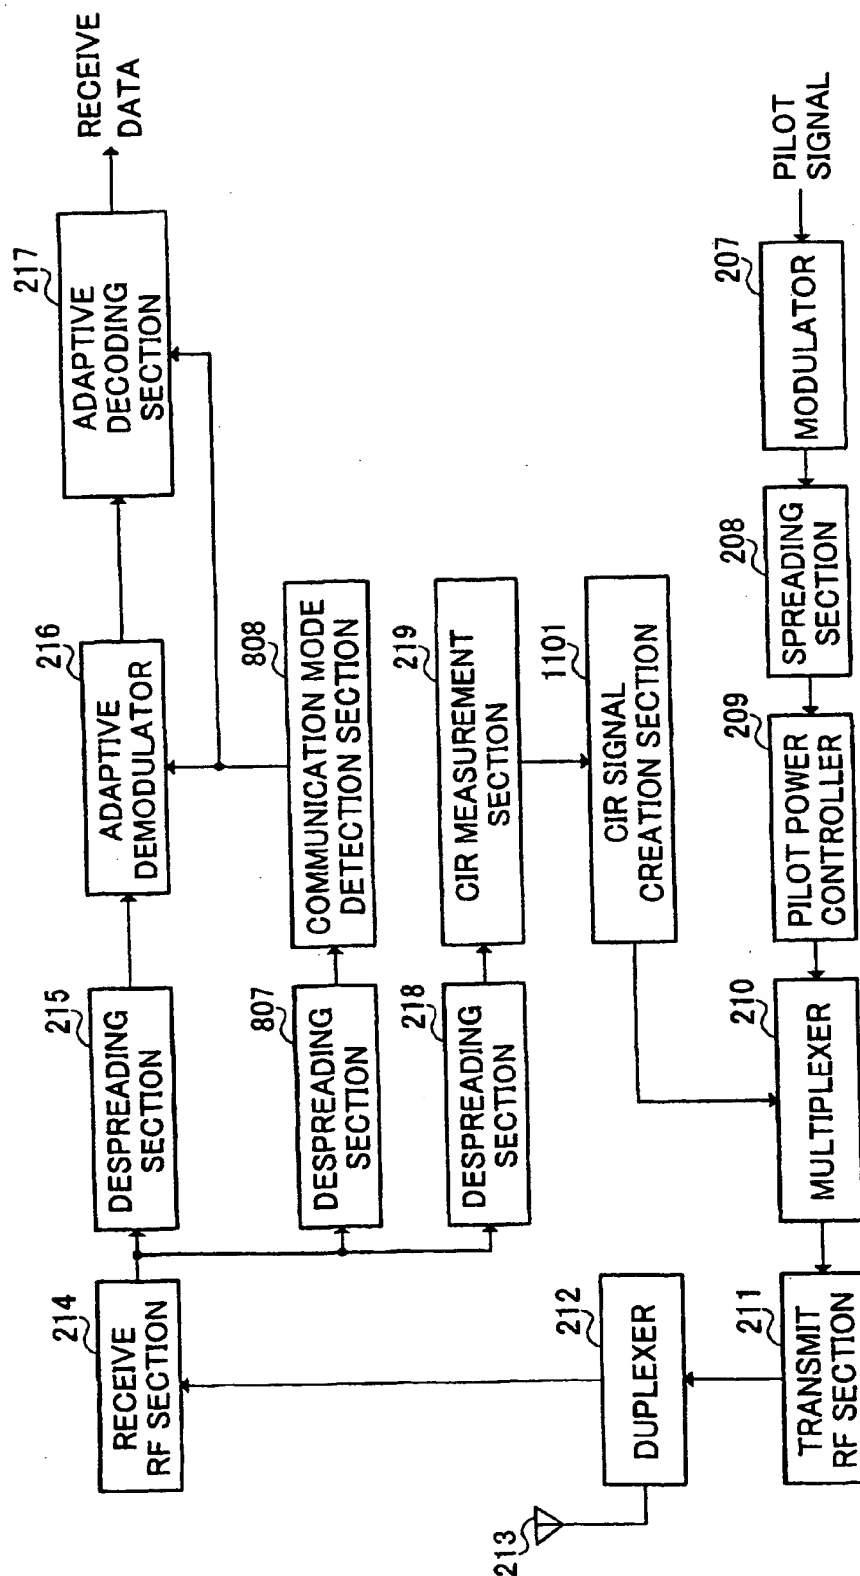 213
214
RECEIVE
RF SECTION
215
DESPREADING
SECTION
216
ADAPTIVE
DEMODULATOR
217
ADAPTIVE
DECODING
SECTION
RECEIVE
DATA
807
DESPREADING
SECTION
808
COMMUNICATION MODE
DETECTION SECTION
218
DESPREADING
SECTION
219
CIR MEASUREMENT
SECTION
212
DUPLEXER
1101
CIR SIGNAL
CREATION SECTION
211
TRANSMIT
RF SECTION
210
MULTIPLEXER
209
PILOT POWER
CONTROLLER
208
SPREADING
SECTION
207
MODULATOR
PILOT
SIGNAL